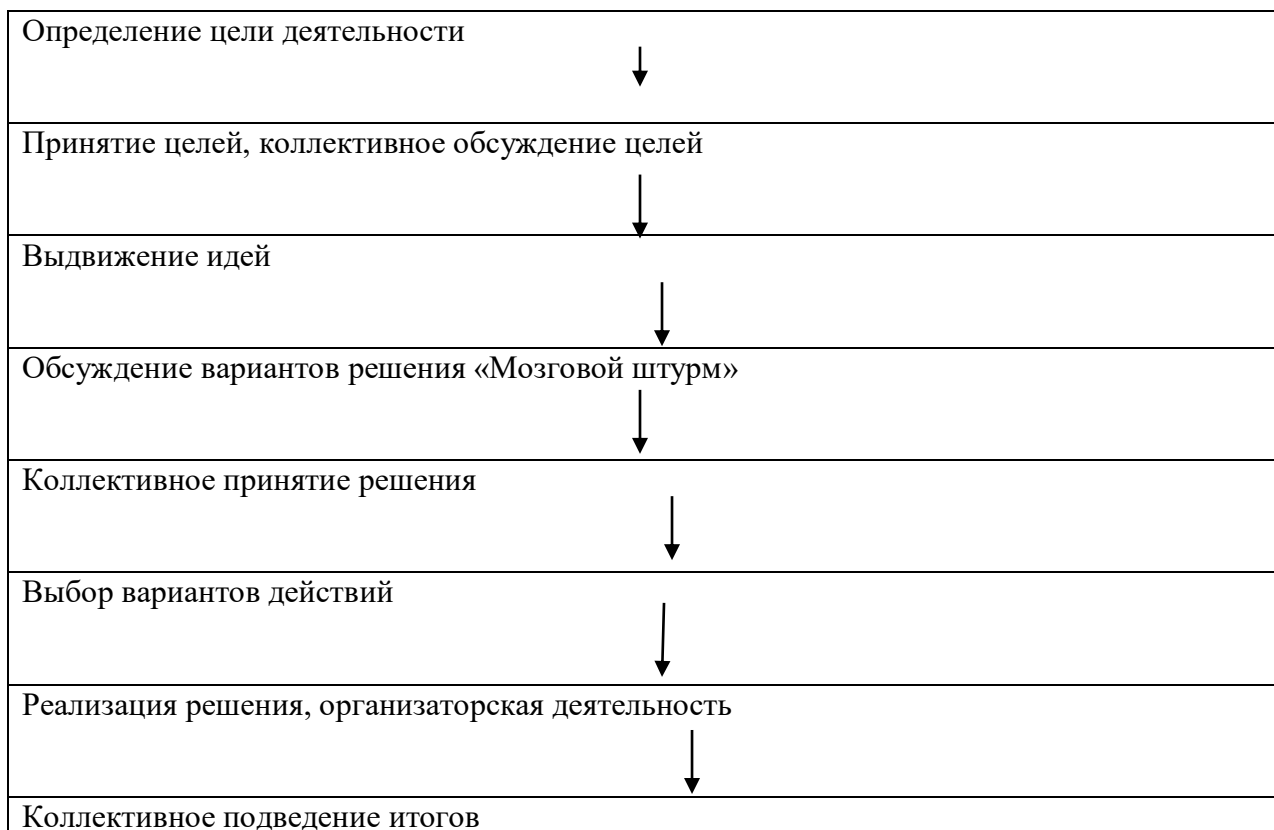 Определение цели деятельности
Принятие целей, коллективное обсуждение целей
Выдвижение идей
Обсуждение вариантов решения «Мозговой штурм»
Коллективное принятие решения
Выбор вариантов действий
Реализация решения, организаторская деятельность
Коллективное подведение итогов